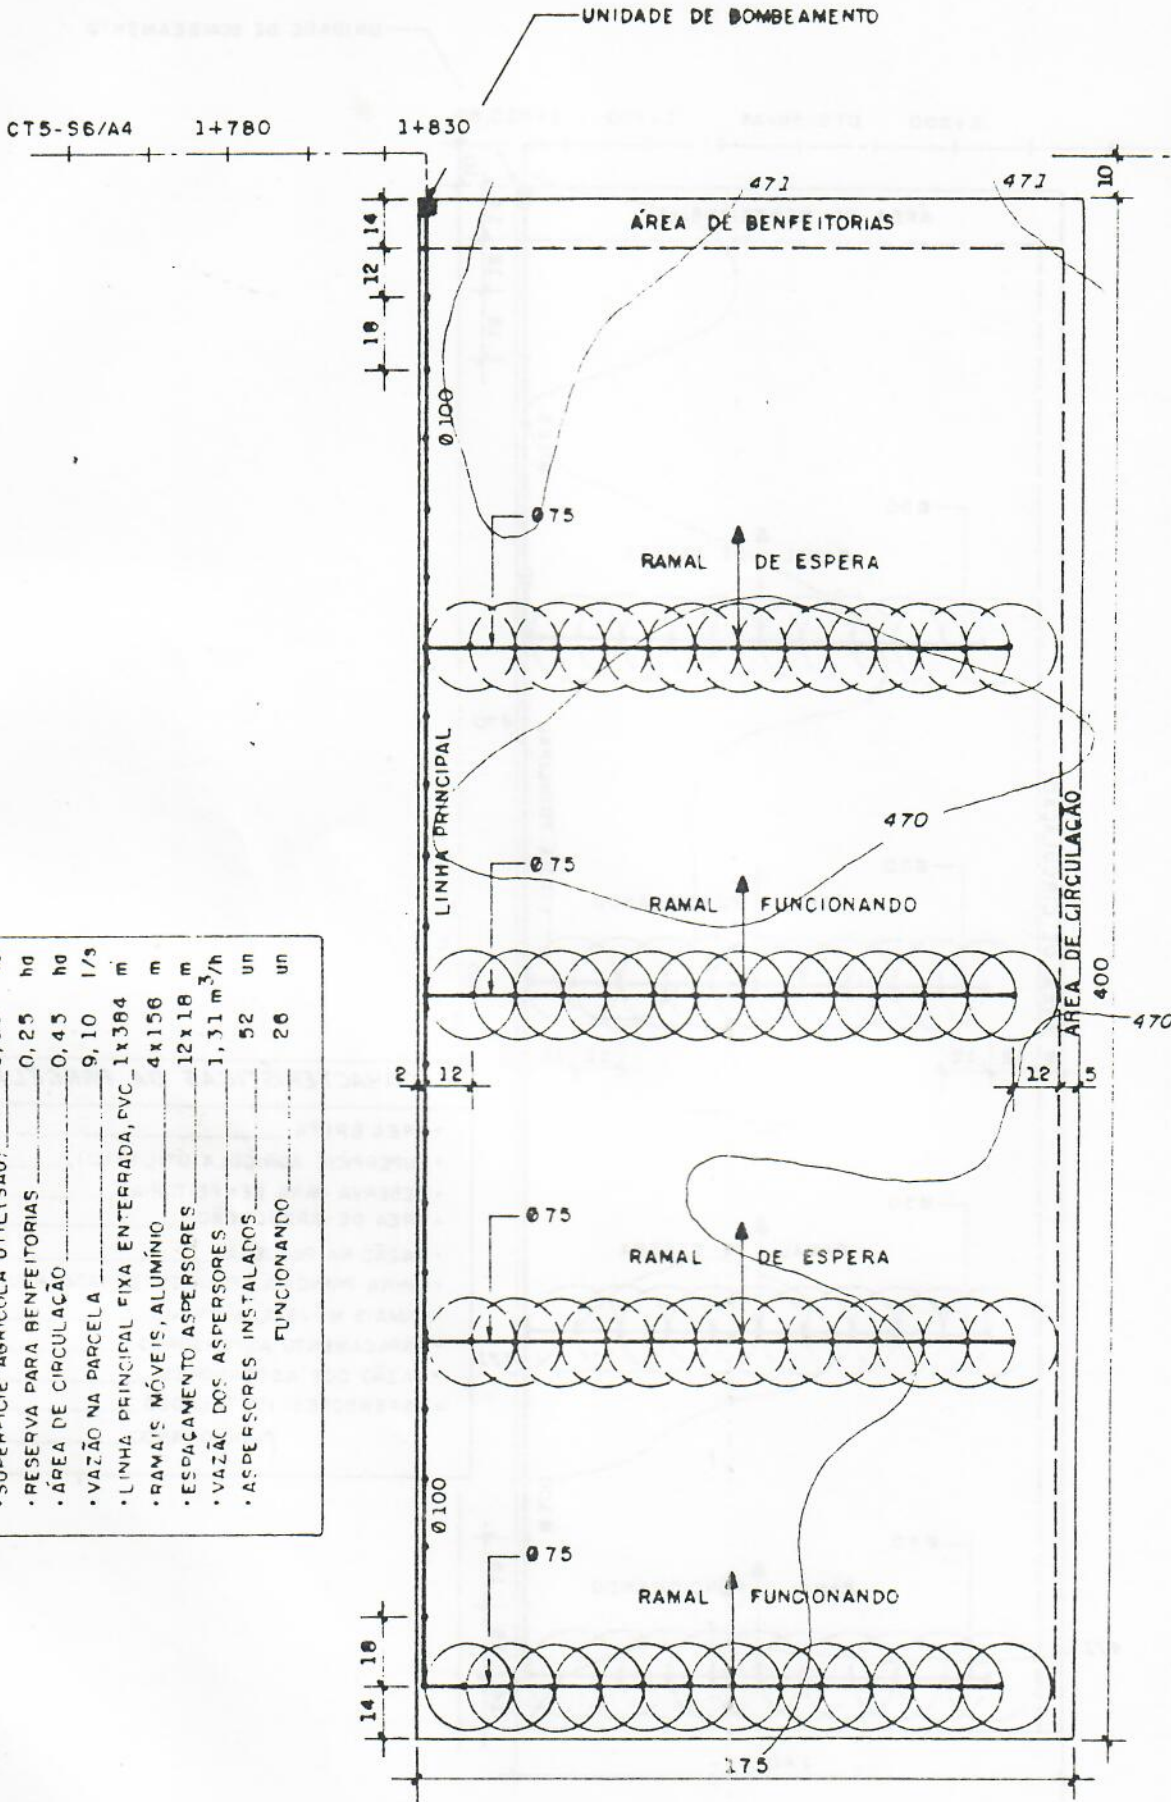 UNIDADE DE BOMBEAMENTO
CT5-S6/A4 1+780 1+830
10
471
471
14
ÁREA DE BENFEITORIAS
12
18
Ø100
Ø75
RAMAL DE ESPERA
LINHA PRINCIPAL
470
Ø75
RAMAL FUNCIONANDO
ÁREA DE CIRCULAÇÃO
400
470
2 12
12 5
Ø75
RAMAL DE ESPERA
Ø100
Ø75
RAMAL FUNCIONANDO
18
14
175
• SUPERFÍCIE AGRÍCOLA ÚTIL (SAU)
• RESERVA PARA BENFEITORIAS 0,25 ha
• ÁREA DE CIRCULAÇÃO 0,45 ha
• VAZÃO NA PARCELA 9,10 l/s
• LINHA PRINCIPAL FIXA ENTERRADA, PVC 1x384 m
• RAMAIS MÓVEIS, ALUMÍNIO 4x156 m
• ESPAÇAMENTO ASPERSORES 12x18 m
• VAZÃO DOS ASPERSORES 1,31 m³/h
• ASPERSORES INSTALADOS 52 un
FUNCIONANDO 26 un